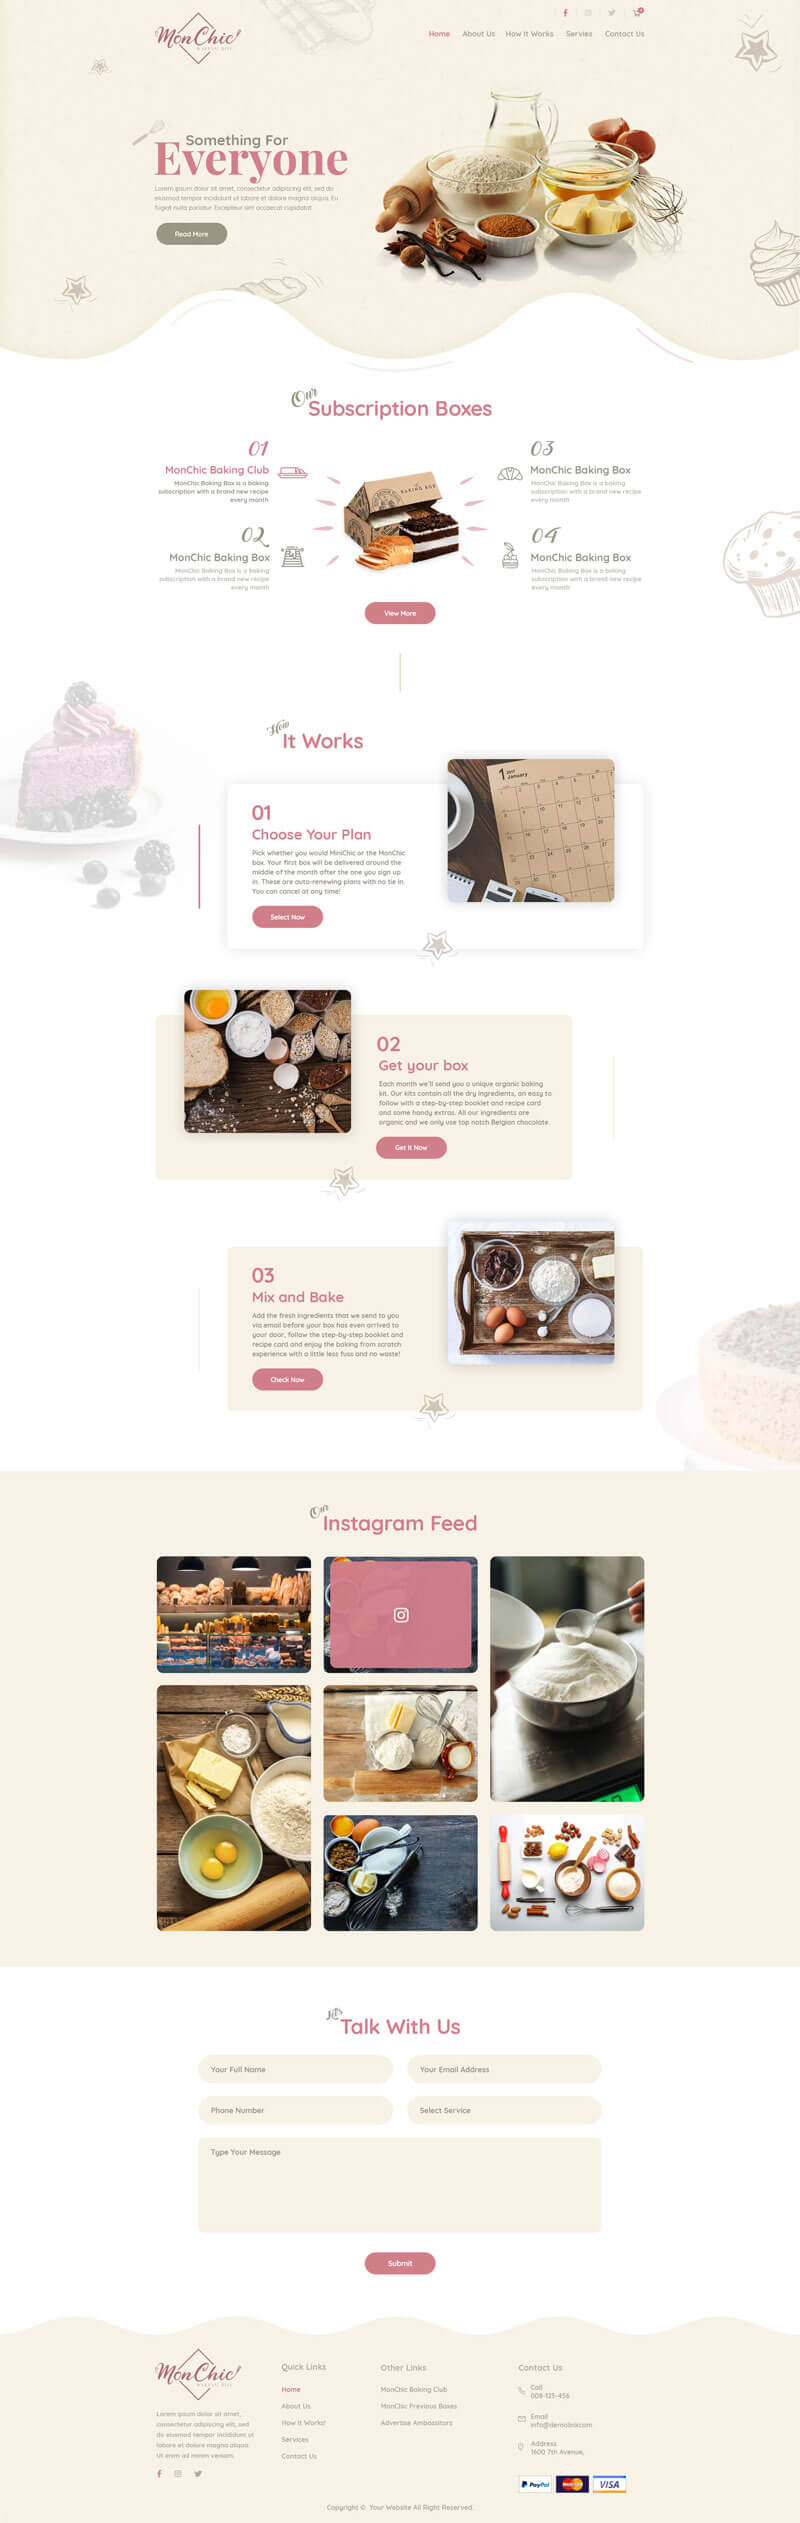 MonChic!
BAKING BOX
Home
About Us
How It Works
Servies
Contact Us
Something For
Everyone
Lorem ipsum dolor sit amet, consectetur adipiscing elit, sed do
eiusmod tempor incididunt ut labore et dolore magna aliqua. Eu
fugiat nulla pariatur. Excepteur sint occaecat cupidatat
Read More
Our
Subscription Boxes
01
MonChic Baking Club
MonChic Baking Box is a baking
subscription with a brand new recipe
every month
02
MonChic Baking Box
MonChic Baking Box is a baking
subscription with a brand new recipe
every month
BAKING BOX
03
MonChic Baking Box
MonChic Baking Box is a baking
subscription with a brand new recipe
every month
04
MonChic Baking Box
MonChic Baking Box is a baking
subscription with a brand new recipe
every month
View More
How
It Works
01
Choose Your Plan
Pick whether you would MiniChic or the MonChic
box. Your first box will be delivered around the
middle of the month after the one you sign up
in. These are auto-renewing plans with no tie in.
You can cancel at any time!
Select Now
1 2017
January
02
Get your box
Each month we'll send you a unique organic baking
kit. Our kits contain all the dry ingredients, an easy to
follow with a step-by-step booklet and recipe card
and some handy extras. All our ingredients are
organic and we only use top notch Belgian chocolate.
Get It Now
03
Mix and Bake
Add the fresh ingredients that we send to you
via email before your box has even arrived to
your door, follow the step-by-step booklet and
recipe card and enjoy the baking from scratch
experience with a little less fuss and no waste!
Check Now
Our
Instagram Feed
Let's
Talk With Us
Your Full Name
Your Email Address
Phone Number
Select Service
Type Your Message
Submit
MonChic!
BAKING BOX
Lorem ipsum dolor sit amet,
consectetur adipiscing elit, sed
do eiusmod tempor incididunt ut
labore et dolore magna aliqua.
Ut enim ad minim veniam.
Quick Links
Home
About Us
How It Works!
Services
Contact Us
Other Links
MonChic Baking Club
MonChic Previous Boxes
Advertise Ambassitors
Contact Us
Call
008-123-456
Email
Address
1600 7th Avenue,
PayPal
MasterCard
VISA
Copyright © Your Website All Right Reserved.